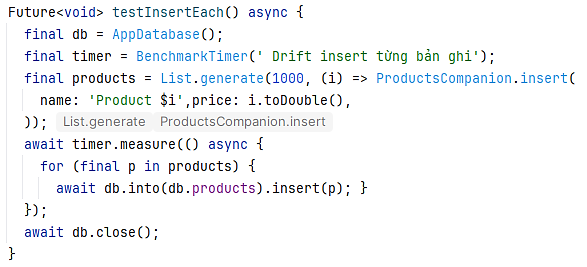 Future<void> testInsertEach() async {
  final db = AppDatabase();
  final timer = BenchmarkTimer(' Drift insert từng bản ghi');
  final products = List.generate(1000, (i) => ProductsCompanion.insert(
    name: 'Product $i',price: i.toDouble(),
  )); List.generate ProductsCompanion.insert
  await timer.measure(() async {
    for (final p in products) {
      await db.into(db.products).insert(p); }
  });
  await db.close();
}